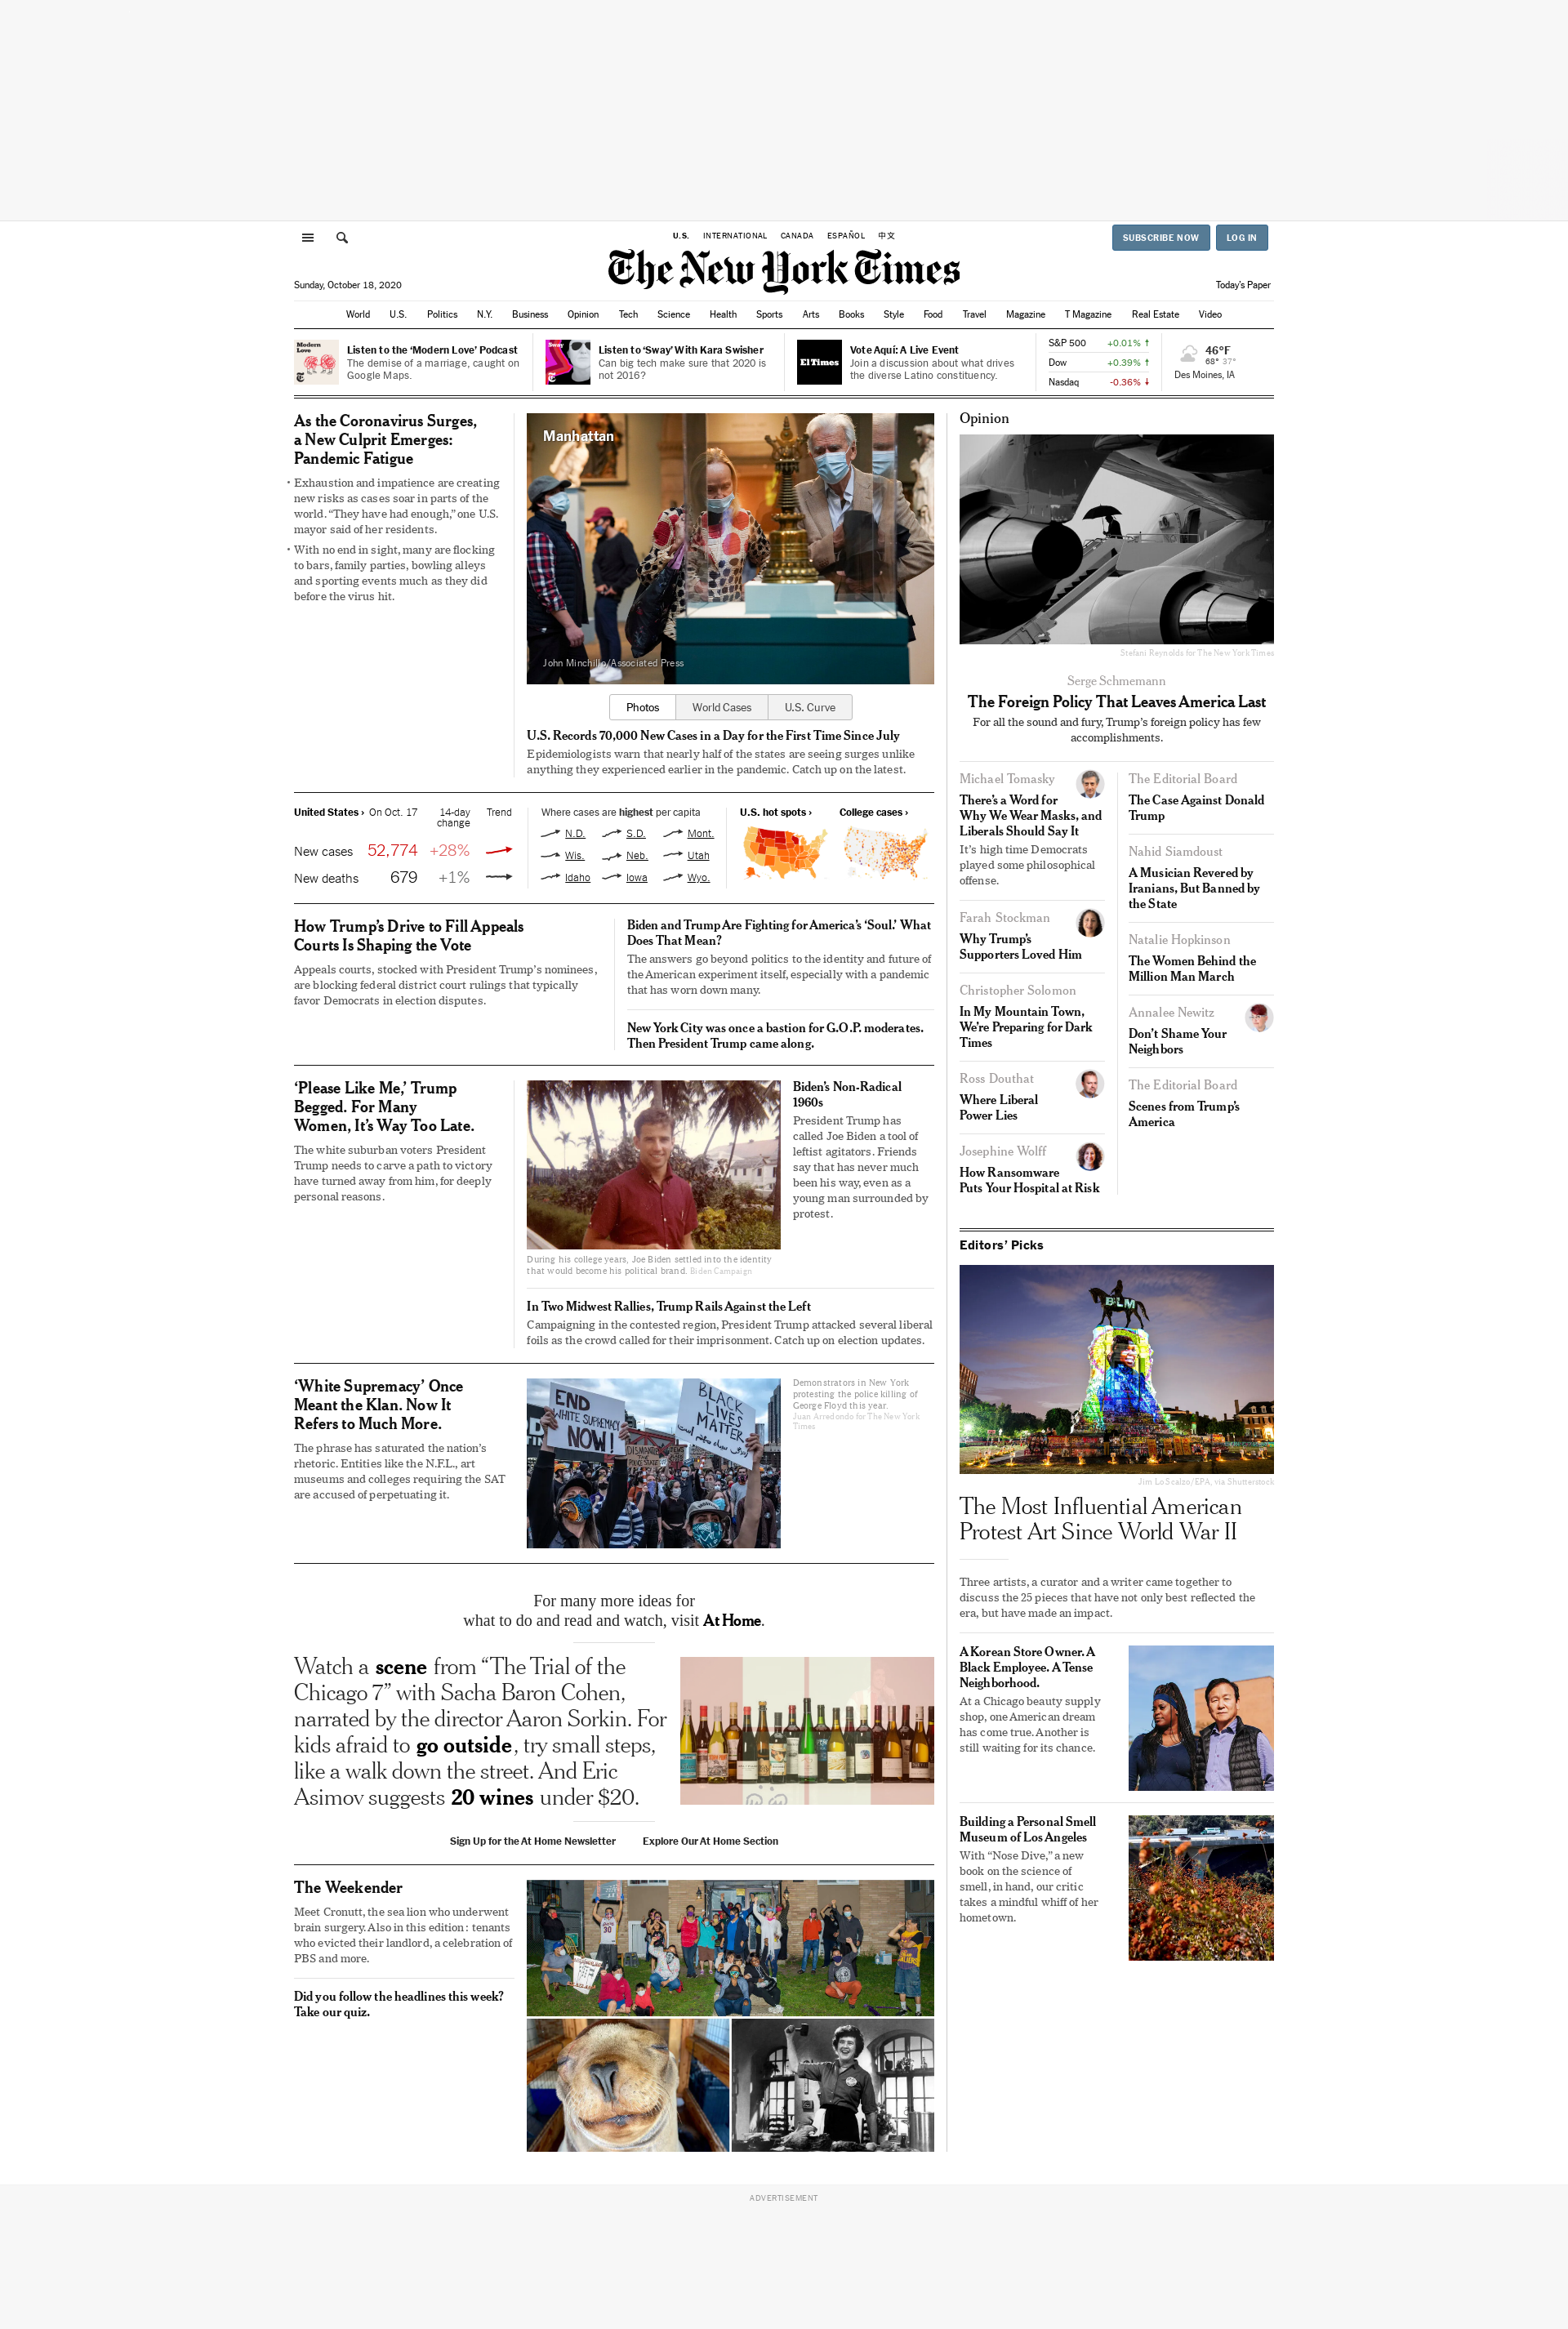 U.S. INTERNATIONAL CANADA ESPAÑOL 中文
SUBSCRIBE NOW LOG IN
The New York Times
Sunday, October 18, 2020
Today's Paper
World U.S. Politics N.Y. Business Opinion Tech Science Health Sports Arts Books Style Food Travel Magazine T Magazine Real Estate Video
Modern
Love
Listen to the ‘Modern Love’ Podcast
The demise of a marriage, caught on
Google Maps.
Sway
Listen to ‘Sway’ With Kara Swisher
Can big tech make sure that 2020 is
not 2016?
El Times
Vote Aquí: A Live Event
Join a discussion about what drives
the diverse Latino constituency.
S&P 500 +0.01%
Dow +0.39%
Nasdaq -0.36%
46°F
68° 37°
Des Moines, IA
As the Coronavirus Surges,
a New Culprit Emerges:
Pandemic Fatigue
Exhaustion and impatience are creating
new risks as cases soar in parts of the
world. “They have had enough,” one U.S.
mayor said of her residents.
With no end in sight, many are flocking
to bars, family parties, bowling alleys
and sporting events much as they did
before the virus hit.
Manhattan
John Minchillo/Associated Press
Photos World Cases U.S. Curve
U.S. Records 70,000 New Cases in a Day for the First Time Since July
Epidemiologists warn that nearly half of the states are seeing surges unlike
anything they experienced earlier in the pandemic. Catch up on the latest.
United States › On Oct. 17 14-day Trend
change
New cases 52,774 +28%
New deaths 679 +1%
Where cases are highest per capita
N.D. S.D. Mont.
Wis. Neb. Utah
Idaho Iowa Wyo.
U.S. hot spots › College cases ›
How Trump’s Drive to Fill Appeals
Courts Is Shaping the Vote
Appeals courts, stocked with President Trump’s nominees,
are blocking federal district court rulings that typically
favor Democrats in election disputes.
Biden and Trump Are Fighting for America’s ‘Soul.’ What
Does That Mean?
The answers go beyond politics to the identity and future of
the American experiment itself, especially with a pandemic
that has worn down many.
New York City was once a bastion for G.O.P. moderates.
Then President Trump came along.
‘Please Like Me,’ Trump
Begged. For Many
Women, It’s Way Too Late.
The white suburban voters President
Trump needs to carve a path to victory
have turned away from him, for deeply
personal reasons.
During his college years, Joe Biden settled into the identity
that would become his political brand. Biden Campaign
Biden’s Non-Radical
1960s
President Trump has
called Joe Biden a tool of
leftist agitators. Friends
say that has never much
been his way, even as a
young man surrounded by
protest.
In Two Midwest Rallies, Trump Rails Against the Left
Campaigning in the contested region, President Trump attacked several liberal
foils as the crowd called for their imprisonment. Catch up on election updates.
‘White Supremacy’ Once
Meant the Klan. Now It
Refers to Much More.
The phrase has saturated the nation’s
rhetoric. Entities like the N.F.L., art
museums and colleges requiring the SAT
are accused of perpetuating it.
END
WHITE SUPREMACY
NOW!
BLACK
LIVES
MATTER
DISMANTLE
Demonstrators in New York
protesting the police killing of
George Floyd this year.
Juan Arredondo for The New York
Times
For many more ideas for
what to do and read and watch, visit At Home.
Watch a scene from “The Trial of the
Chicago 7” with Sacha Baron Cohen,
narrated by the director Aaron Sorkin. For
kids afraid to go outside, try small steps,
like a walk down the street. And Eric
Asimov suggests 20 wines under $20.
Sign Up for the At Home Newsletter Explore Our At Home Section
The Weekender
Meet Cronutt, the sea lion who underwent
brain surgery. Also in this edition: tenants
who evicted their landlord, a celebration of
PBS and more.
Did you follow the headlines this week?
Take our quiz.
30
Opinion
Stefani Reynolds for The New York Times
Serge Schmemann
The Foreign Policy That Leaves America Last
For all the sound and fury, Trump’s foreign policy has few
accomplishments.
Michael Tomasky
There’s a Word for
Why We Wear Masks, and
Liberals Should Say It
It’s high time Democrats
played some philosophical
offense.
Farah Stockman
Why Trump’s
Supporters Loved Him
Christopher Solomon
In My Mountain Town,
We’re Preparing for Dark
Times
Ross Douthat
Where Liberal
Power Lies
Josephine Wolff
How Ransomware
Puts Your Hospital at Risk
The Editorial Board
The Case Against Donald
Trump
Nahid Siamdoust
A Musician Revered by
Iranians, But Banned by
the State
Natalie Hopkinson
The Women Behind the
Million Man March
Annalee Newitz
Don’t Shame Your
Neighbors
The Editorial Board
Scenes from Trump’s
America
Editors’ Picks
BLM
Jim Lo Scalzo/EPA, via Shutterstock
The Most Influential American
Protest Art Since World War II
Three artists, a curator and a writer came together to
discuss the 25 pieces that have not only best reflected the
era, but have made an impact.
A Korean Store Owner. A
Black Employee. A Tense
Neighborhood.
At a Chicago beauty supply
shop, one American dream
has come true. Another is
still waiting for its chance.
Building a Personal Smell
Museum of Los Angeles
With “Nose Dive,” a new
book on the science of
smell, in hand, our critic
takes a mindful whiff of her
hometown.
ADVERTISEMENT